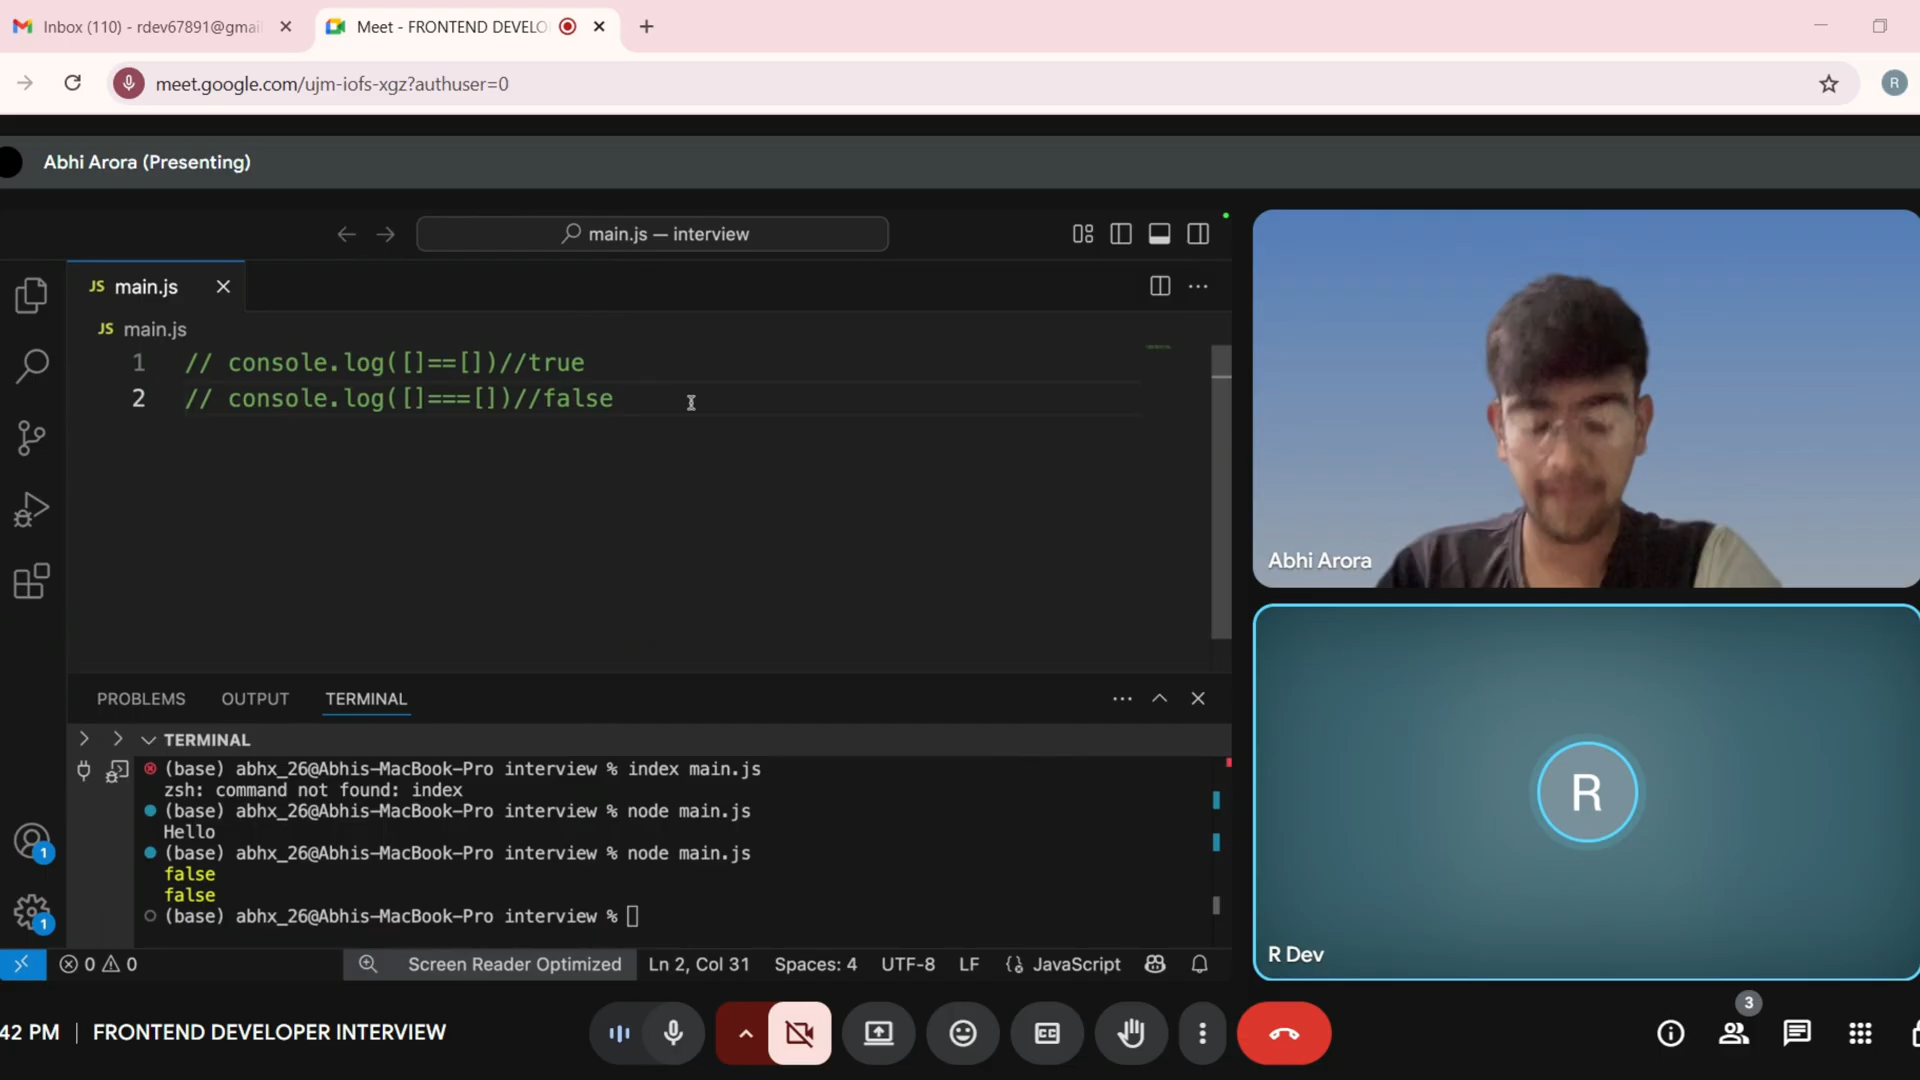 Inbox (110) - rdev67891@gmai
Meet - FRONTEND DEVELO
meet.google.com/ujm-iofs-xgz?authuser=0
R
Abhi Arora (Presenting)
main.js — interview
JS main.js
JS main.js
1 // console.log([]==[])//true
2 // console.log([]===[])//false
PROBLEMS OUTPUT TERMINAL
TERMINAL
(base) abhx_26@Abhis-MacBook-Pro interview % index main.js
zsh: command not found: index
(base) abhx_26@Abhis-MacBook-Pro interview % node main.js
Hello
(base) abhx_26@Abhis-MacBook-Pro interview % node main.js
false
false
(base) abhx_26@Abhis-MacBook-Pro interview %
1
1
0 0 Screen Reader Optimized Ln 2, Col 31 Spaces: 4 UTF-8 LF JavaScript
Abhi Arora
R
R Dev
42 PM | FRONTEND DEVELOPER INTERVIEW
CC
3